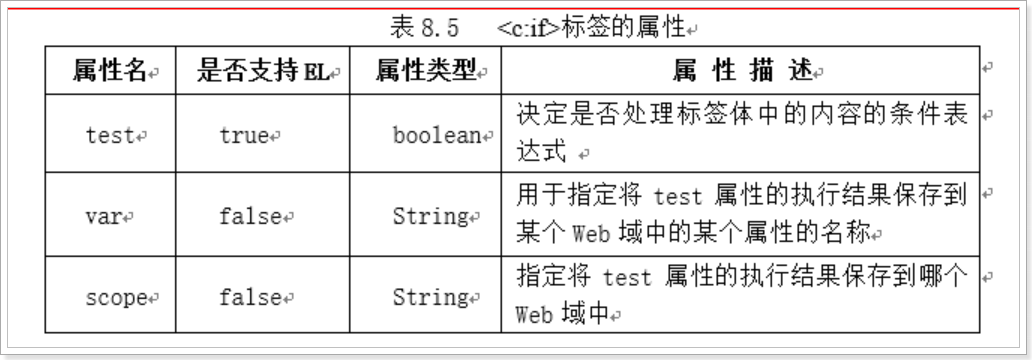 表 8.5 <c:if>标签的属性
属性名 是否支持 EL 属性类型 属 性 描 述
test true boolean 决定是否处理标签体中的内容的条件表
达式
var false String 用于指定将 test 属性的执行结果保存到
某个 Web 域中的某个属性的名称
scope false String 指定将 test 属性的执行结果保存到哪个
Web 域中